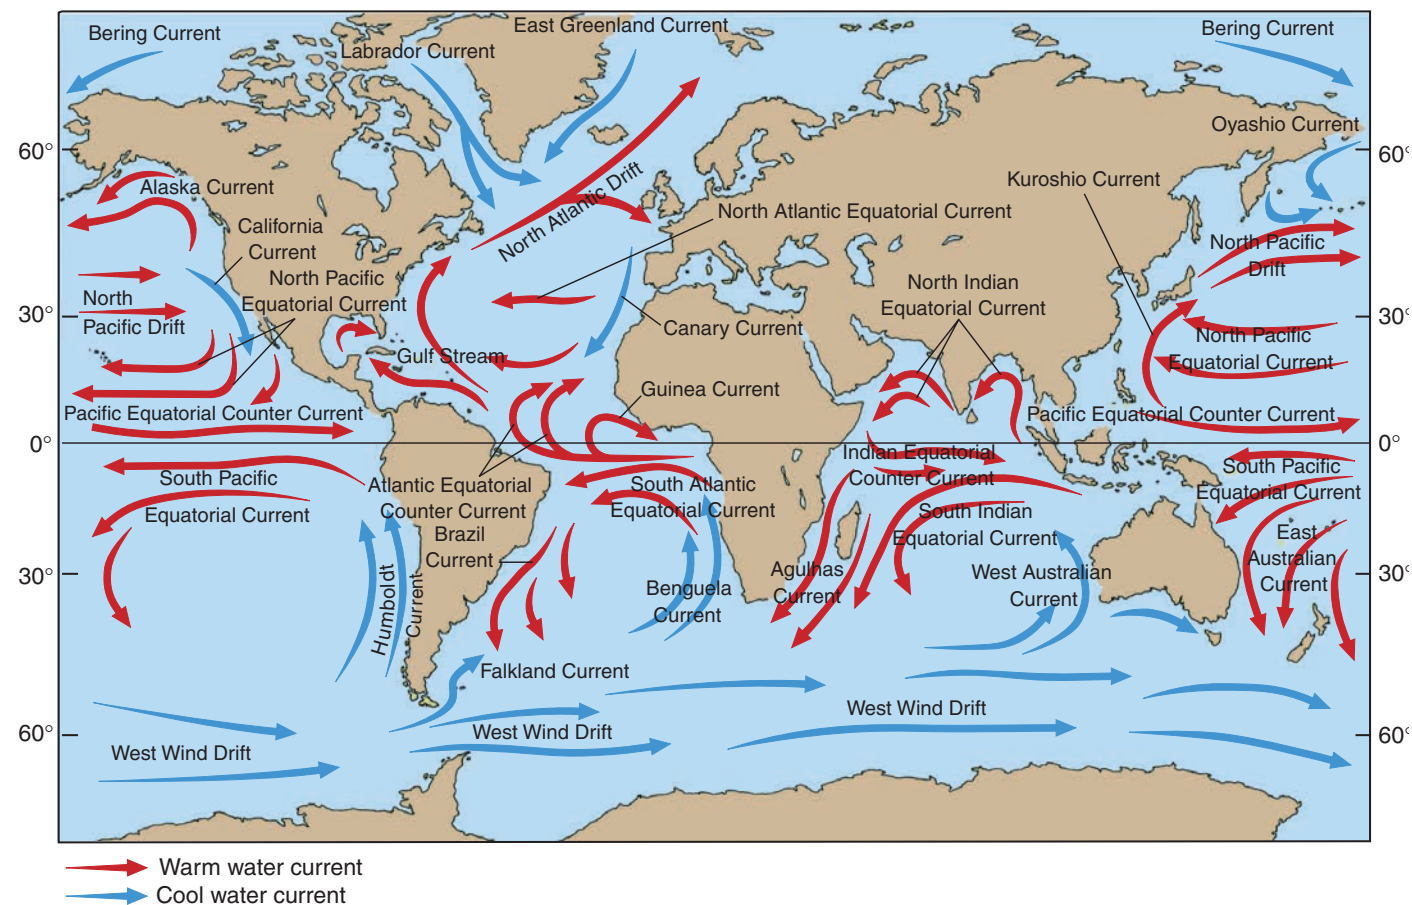 East Greenland Current
Bering Current
Bering Current
Labrador Current
Oyashio Current
60°
60°
Kuroshio Current
Alaska Current
North Atlantic Drift
North Atlantic Equatorial Current
California
Current
North Pacific
Drift
North Pacific
Equatorial Current
North Indian
Equatorial Current
North
Pacific Drift
30°
30°
Canary Current
North Pacific
Equatorial Current
Gulf Stream
Guinea Current
Pacific Equatorial Counter Current
Pacific Equatorial Counter Current
0°
0°
Indian Equatorial
Counter Current
South Pacific
Equatorial Current
South Pacific
Equatorial Current
Atlantic Equatorial
Counter Current
South Atlantic
Equatorial Current
South Indian
Equatorial Current
Brazil
Current
East
Australian
Current
30°
30°
Agulhas
Current
West Australian
Current
Benguela
Current
Humboldt
Current
Falkland Current
West Wind Drift
60°
60°
West Wind Drift
West Wind Drift
Warm water current
Cool water current